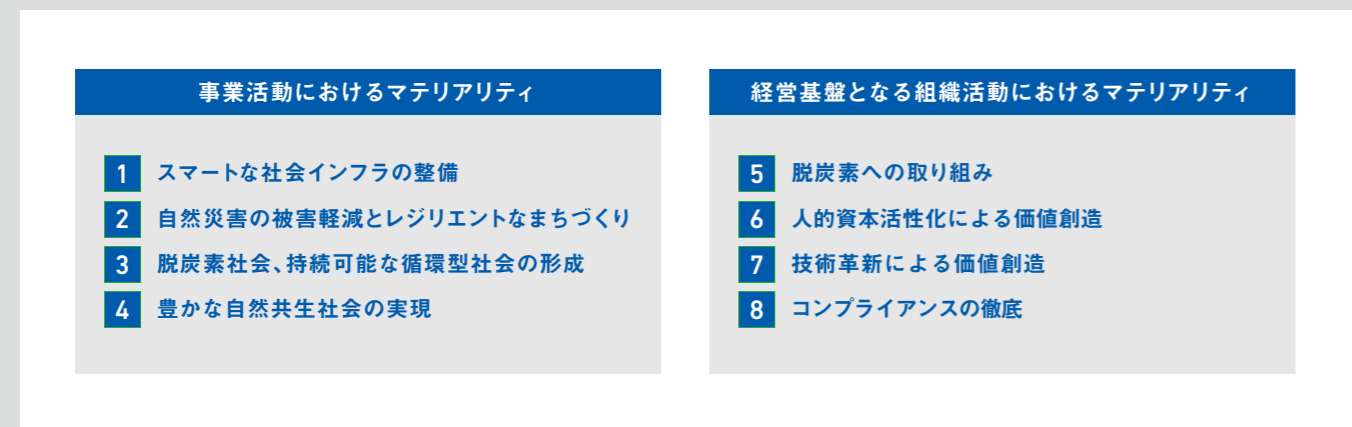 事業活動におけるマテリアリティ
1 スマートな社会インフラの整備
2 自然災害の被害軽減とレジリエントなまちづくり
3 脱炭素社会、持続可能な循環型社会の形成
4 豊かな自然共生社会の実現
経営基盤となる組織活動におけるマテリアリティ
5 脱炭素への取り組み
6 人的資本活性化による価値創造
7 技術革新による価値創造
8 コンプライアンスの徹底